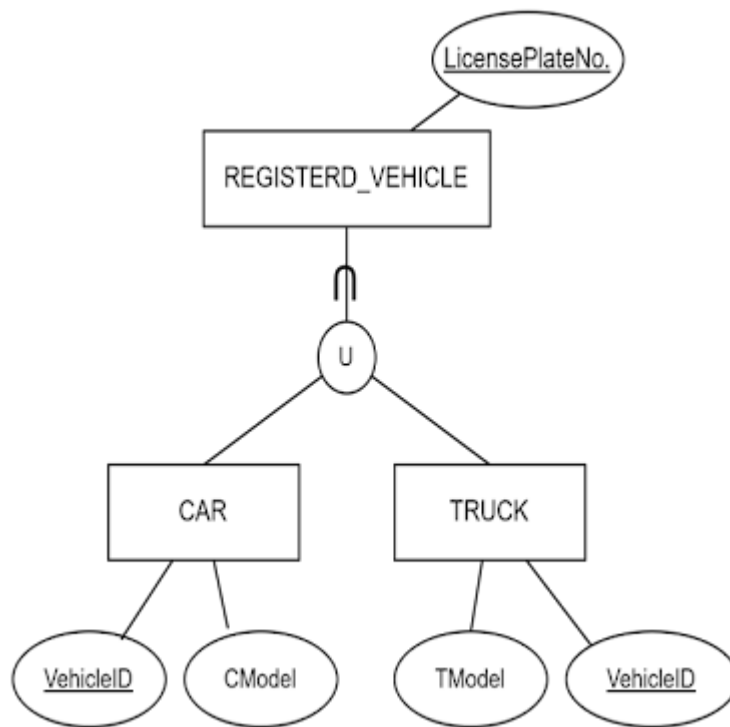 LicensePlateNo.
REGISTERD_VEHICLE
U
CAR
TRUCK
VehicleID
CModel
TModel
VehicleID